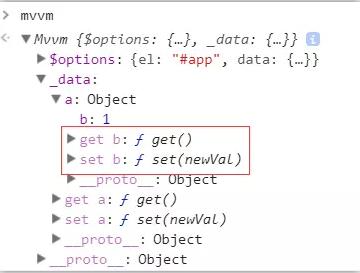 > mvvm
Mvvm {$options: {…}, _data: {…}} i
$options: {el: "#app", data: {…}}
_data:
a: Object
b: 1
get b: ƒ get()
set b: ƒ set(newVal)
__proto__: Object
get a: ƒ get()
set a: ƒ set(newVal)
__proto__: Object
__proto__: Object